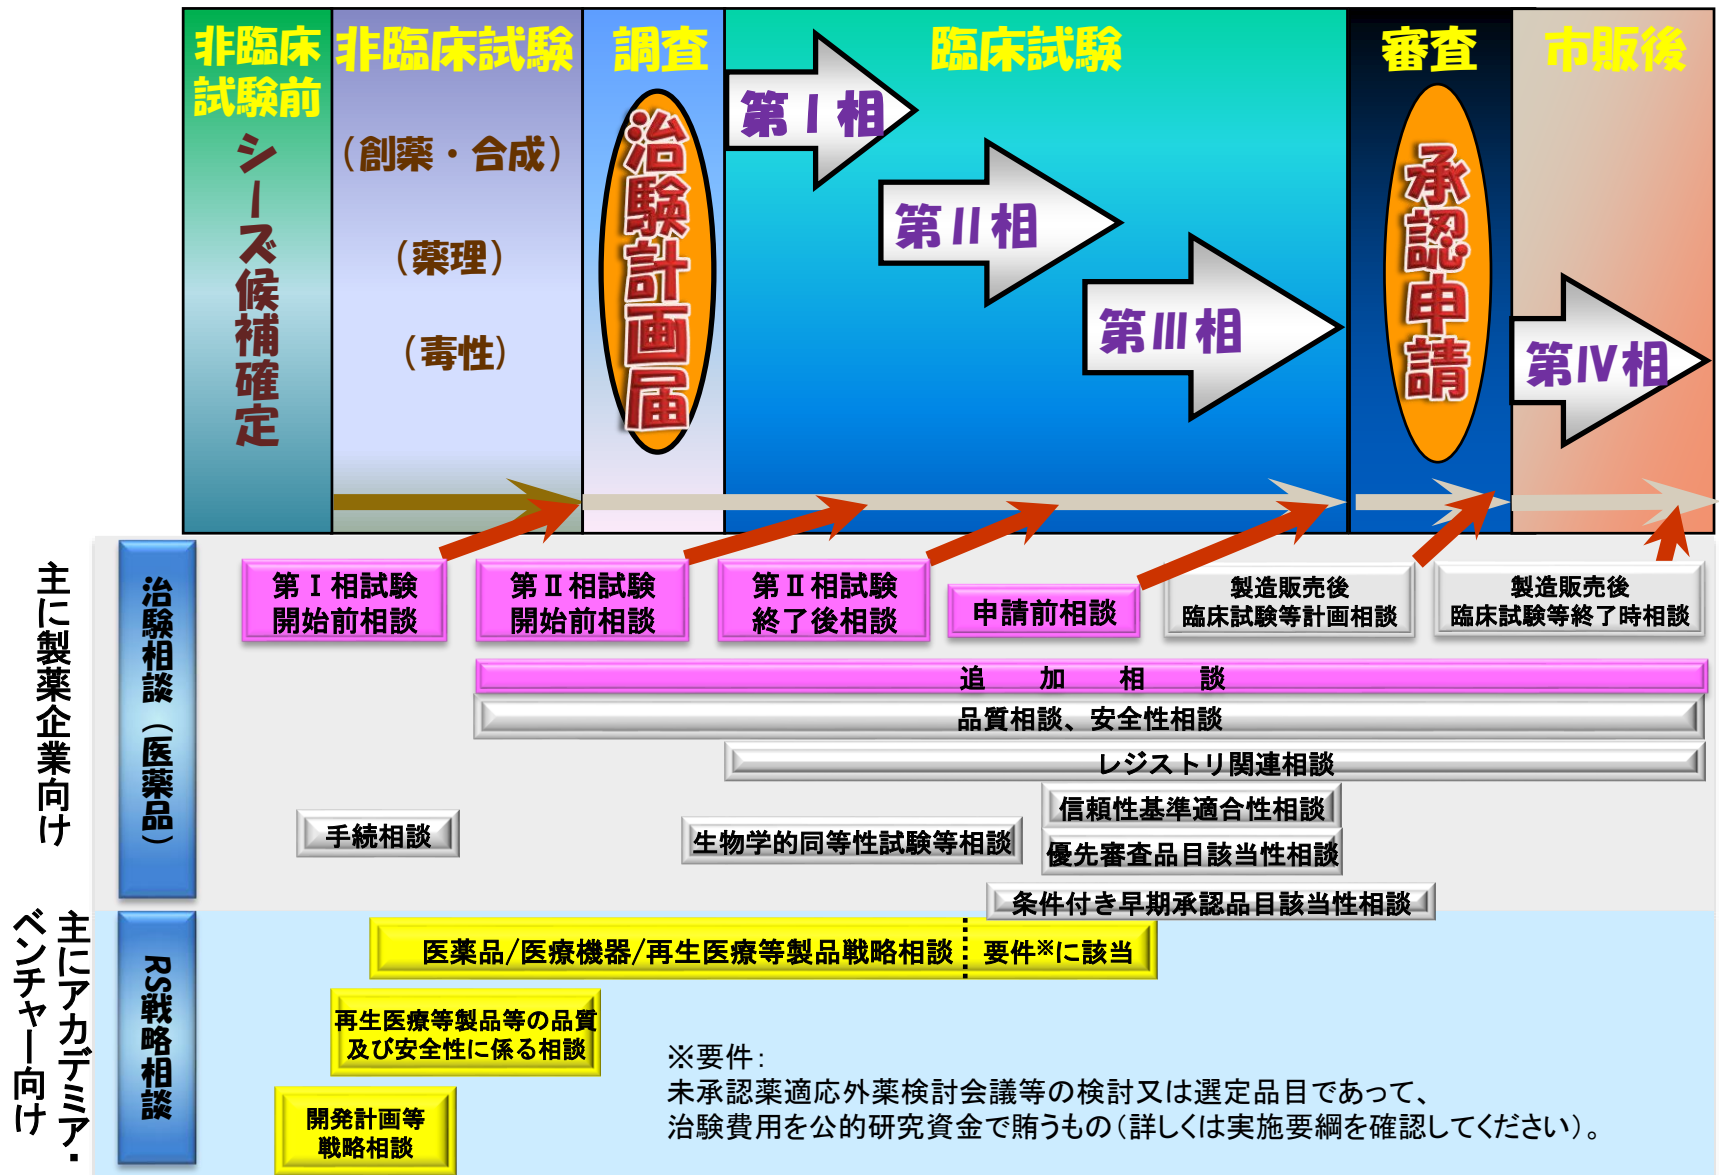 非臨床
試験前
シーズ候補確定
非臨床試験
（創薬・合成）
（薬理）
（毒性）
調査
治験計画届
臨床試験
第Ⅰ相
第Ⅱ相
第Ⅲ相
審査
承認申請
市販後
第Ⅳ相
主に製薬企業向け
治験相談（医薬品）
第Ⅰ相試験
開始前相談
第Ⅱ相試験
開始前相談
第Ⅱ相試験
終了後相談
申請前相談
製造販売後
臨床試験等計画相談
製造販売後
臨床試験等終了時相談
追加相談
品質相談、安全性相談
レジストリ関連相談
信頼性基準適合性相談
手続相談
生物学的同等性試験等相談
優先審査品目該当性相談
条件付き早期承認品目該当性相談
主にアカデミア・
ベンチャー向け
RS戦略相談
医薬品/医療機器/再生医療等製品戦略相談
要件※に該当
再生医療等製品等の品質
及び安全性に係る相談
開発計画等
戦略相談
※要件：
未承認薬適応外薬検討会議等の検討又は選定品目であって、
治験費用を公的研究資金で賄うもの（詳しくは実施要綱を確認してください）。